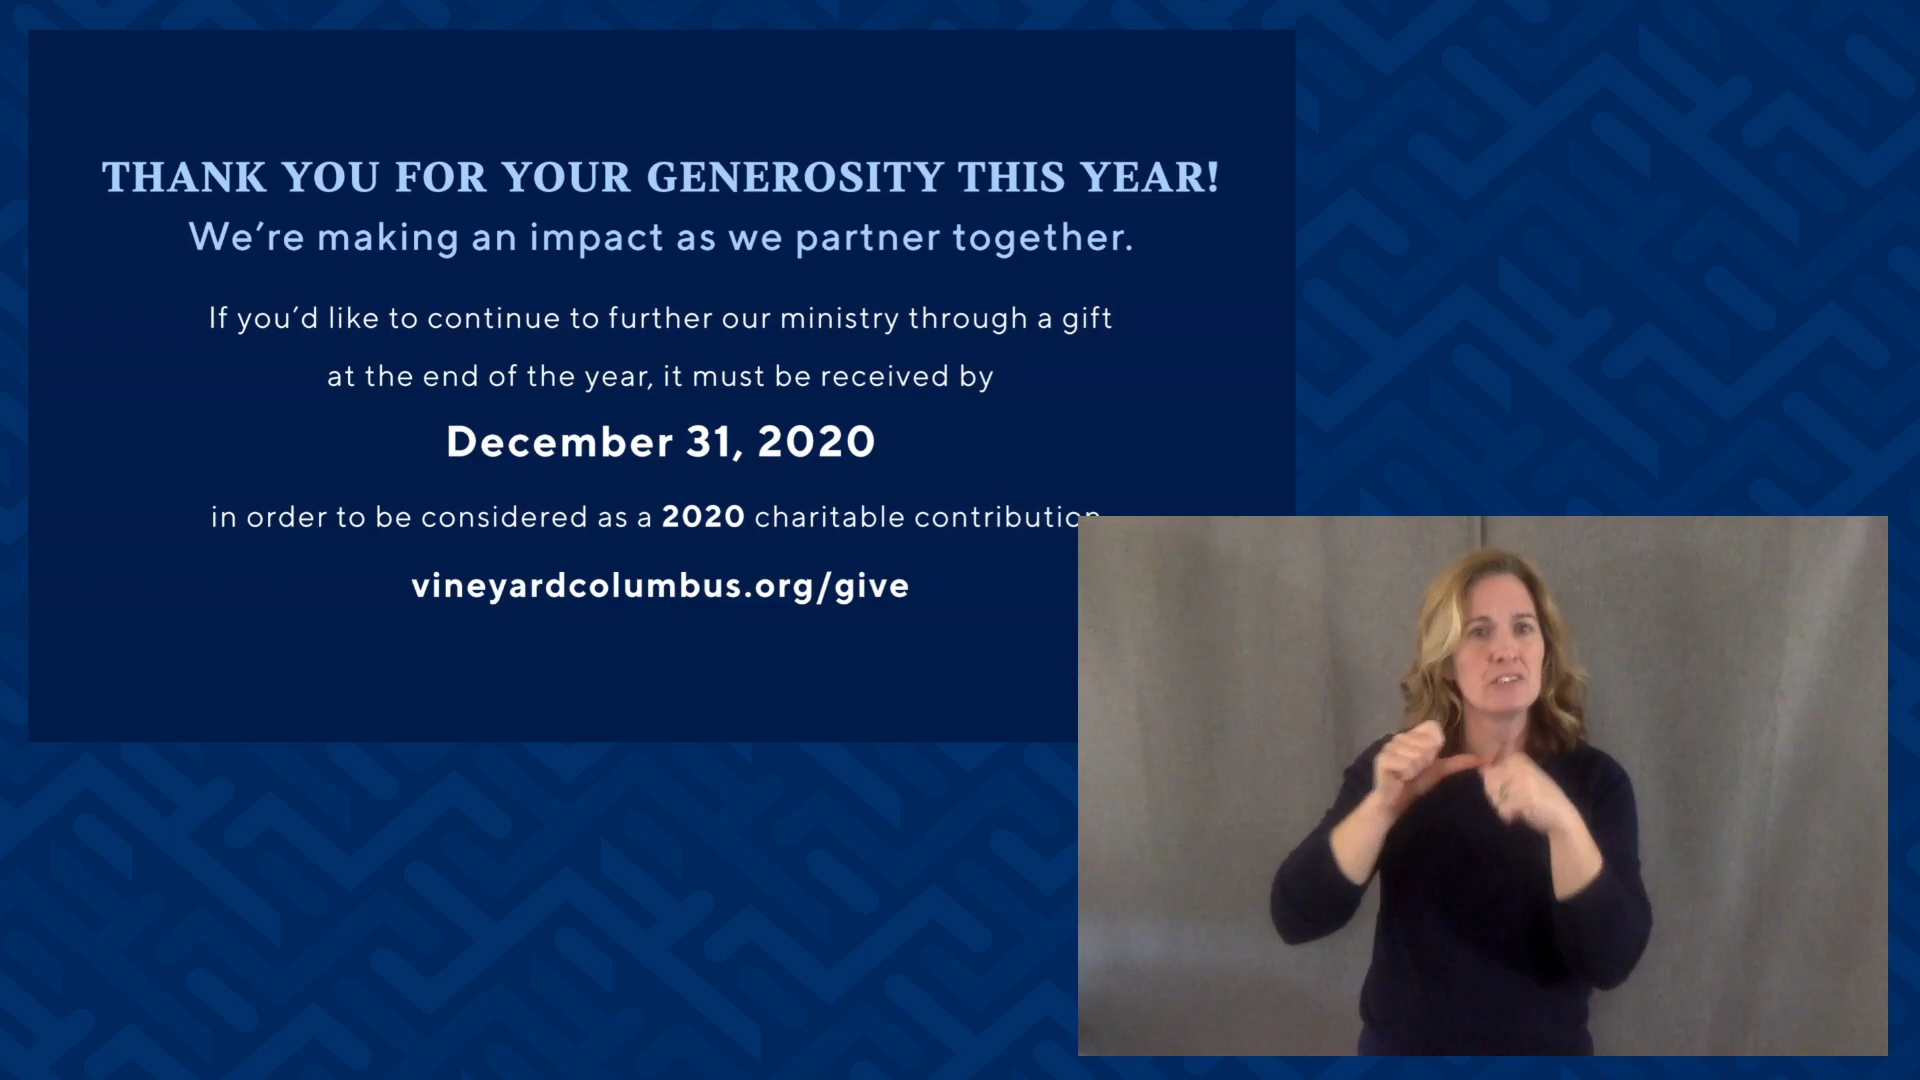 THANK YOU FOR YOUR GENEROSITY THIS YEAR!
We're making an impact as we partner together.
If you'd like to continue to further our ministry through a gift
at the end of the year, it must be received by
December 31, 2020
in order to be considered as a 2020 charitable contribution
vineyardcolumbus.org/give